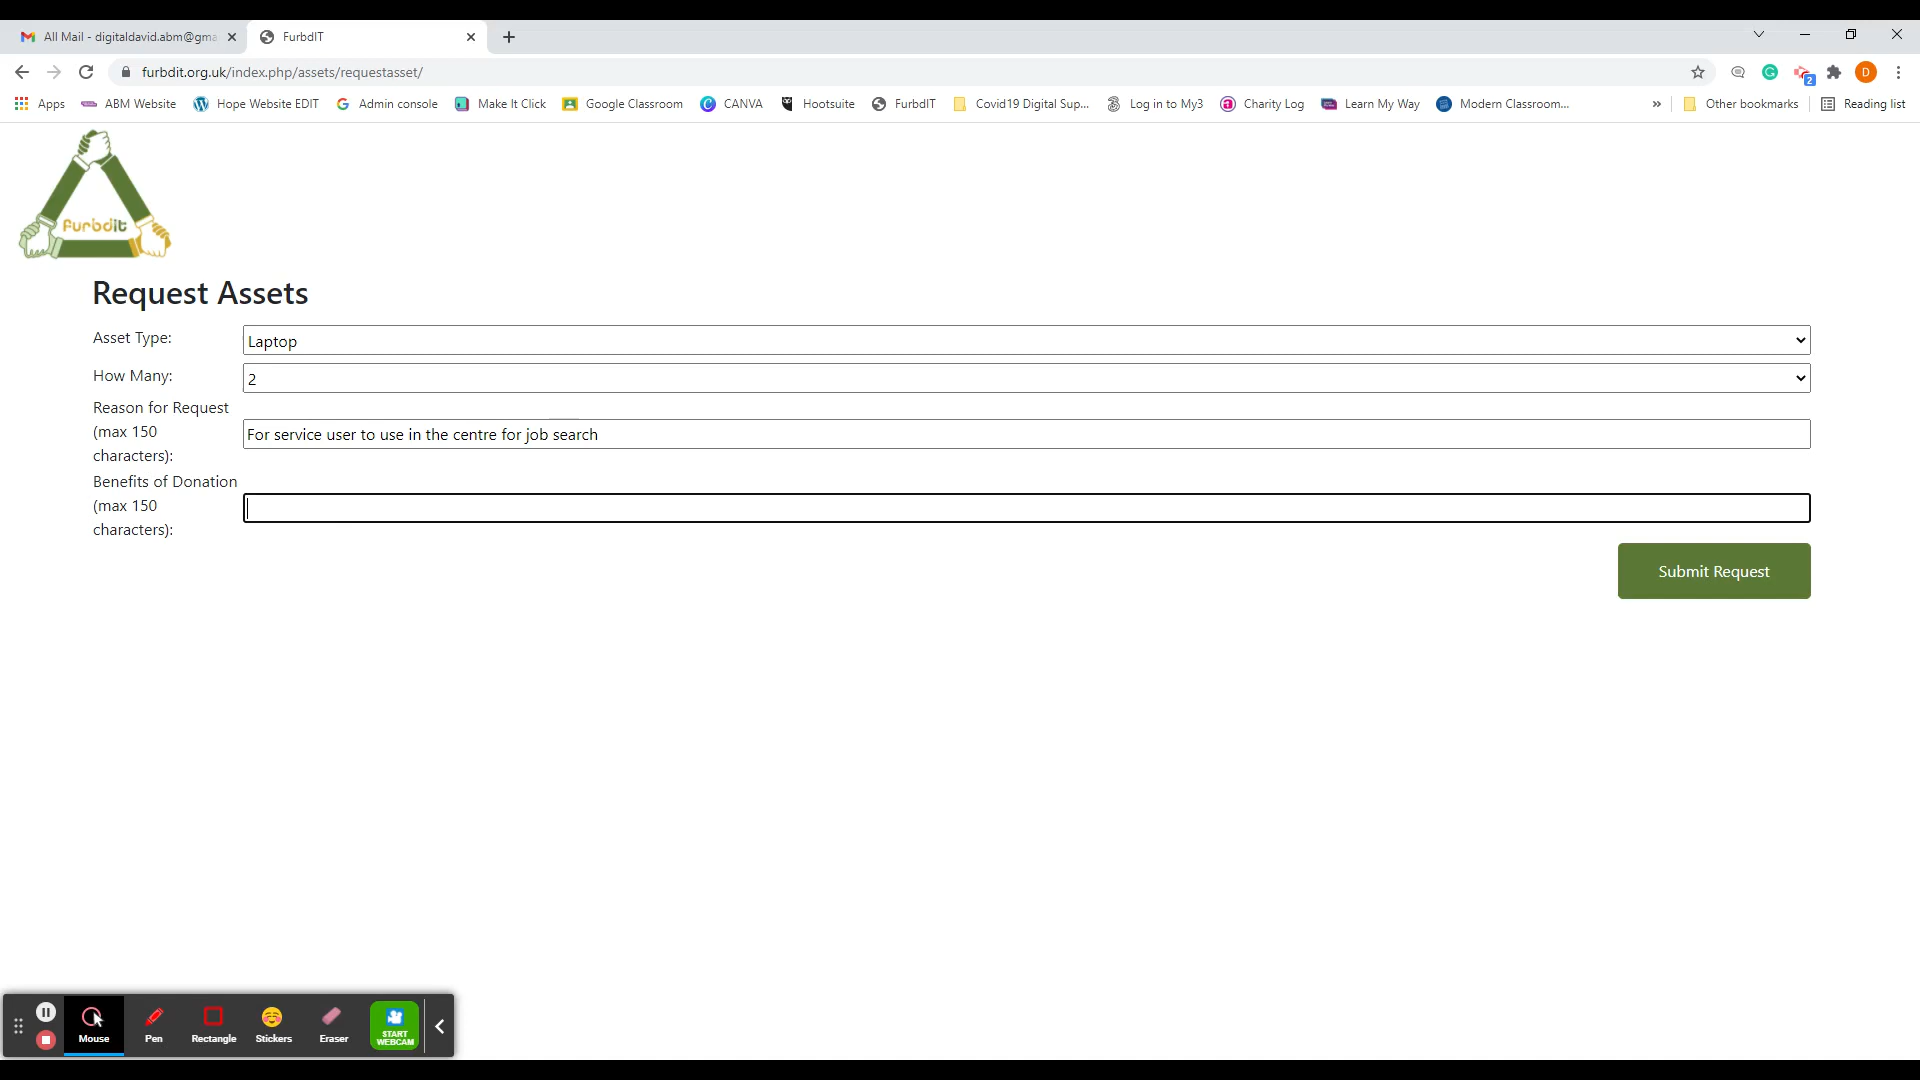 All Mail - digitaldavid.abm@gma
FurbdIT
furbdit.org.uk/index.php/assets/requestasset/
2
D
Apps
ABM Website
Hope Website EDIT
Admin console
Make It Click
Google Classroom
CANVA
Hootsuite
FurbdIT
Covid19 Digital Sup...
Log in to My3
Charity Log
Learn My Way
Modern Classroom...
»
Other bookmarks
Reading list
furbdit
Request Assets
Asset Type:
Laptop
How Many:
2
Reason for Request
(max 150
characters):
For service user to use in the centre for job search
Benefits of Donation
(max 150
characters):
Submit Request
Mouse
Pen
Rectangle
Stickers
Eraser
START
WEBCAM